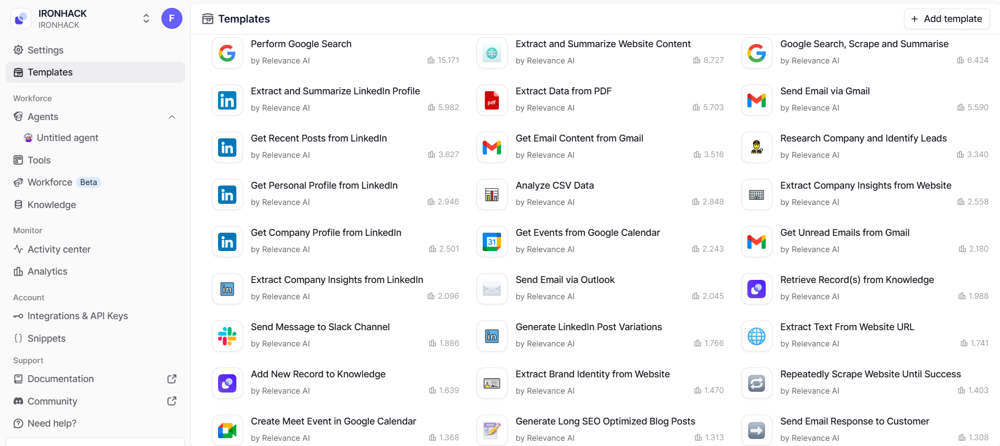 IRONHACK
IRONHACK
F
Settings
Templates
Workforce
Agents
Untitled agent
Tools
Workforce Beta
Knowledge
Monitor
Activity center
Analytics
Account
Integrations & API Keys
Snippets
Support
Documentation
Community
Need help?
Templates
+ Add template
Perform Google Search
by Relevance AI 15.171
Extract and Summarize Website Content
by Relevance AI 8.727
Google Search, Scrape and Summarise
by Relevance AI 6.424
Extract and Summarize LinkedIn Profile
by Relevance AI 5.982
pdf
Extract Data from PDF
by Relevance AI 5.703
Send Email via Gmail
by Relevance AI 5.590
Get Recent Posts from LinkedIn
by Relevance AI 3.627
Get Email Content from Gmail
by Relevance AI 3.516
Research Company and Identify Leads
by Relevance AI 3.340
Get Personal Profile from LinkedIn
by Relevance AI 2.946
Analyze CSV Data
by Relevance AI 2.848
Extract Company Insights from Website
by Relevance AI 2.558
Get Company Profile from LinkedIn
by Relevance AI 2.501
31
Get Events from Google Calendar
by Relevance AI 2.243
Get Unread Emails from Gmail
by Relevance AI 2.180
Extract Company Insights from LinkedIn
by Relevance AI 2.096
Send Email via Outlook
by Relevance AI 2.045
Retrieve Record(s) from Knowledge
by Relevance AI 1.988
Send Message to Slack Channel
by Relevance AI 1.886
Generate LinkedIn Post Variations
by Relevance AI 1.766
Extract Text From Website URL
by Relevance AI 1.741
Add New Record to Knowledge
by Relevance AI 1.639
Extract Brand Identity from Website
by Relevance AI 1.470
Repeatedly Scrape Website Until Success
by Relevance AI 1.403
Create Meet Event in Google Calendar
by Relevance AI 1.368
Generate Long SEO Optimized Blog Posts
by Relevance AI 1.313
Send Email Response to Customer
by Relevance AI 1.308